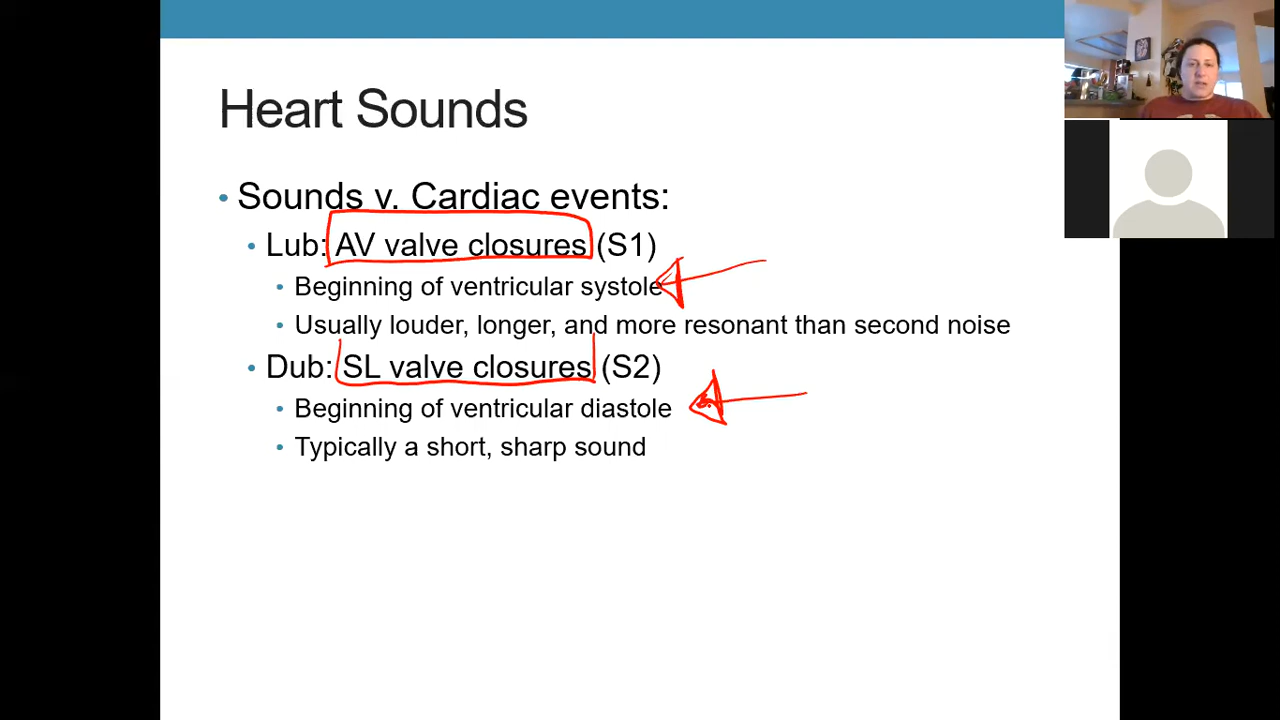 Heart Sounds
• Sounds v. Cardiac events:
• Lub: AV valve closures (S1)
• Beginning of ventricular systole
• Usually louder, longer, and more resonant than second noise
• Dub: SL valve closures (S2)
• Beginning of ventricular diastole
• Typically a short, sharp sound